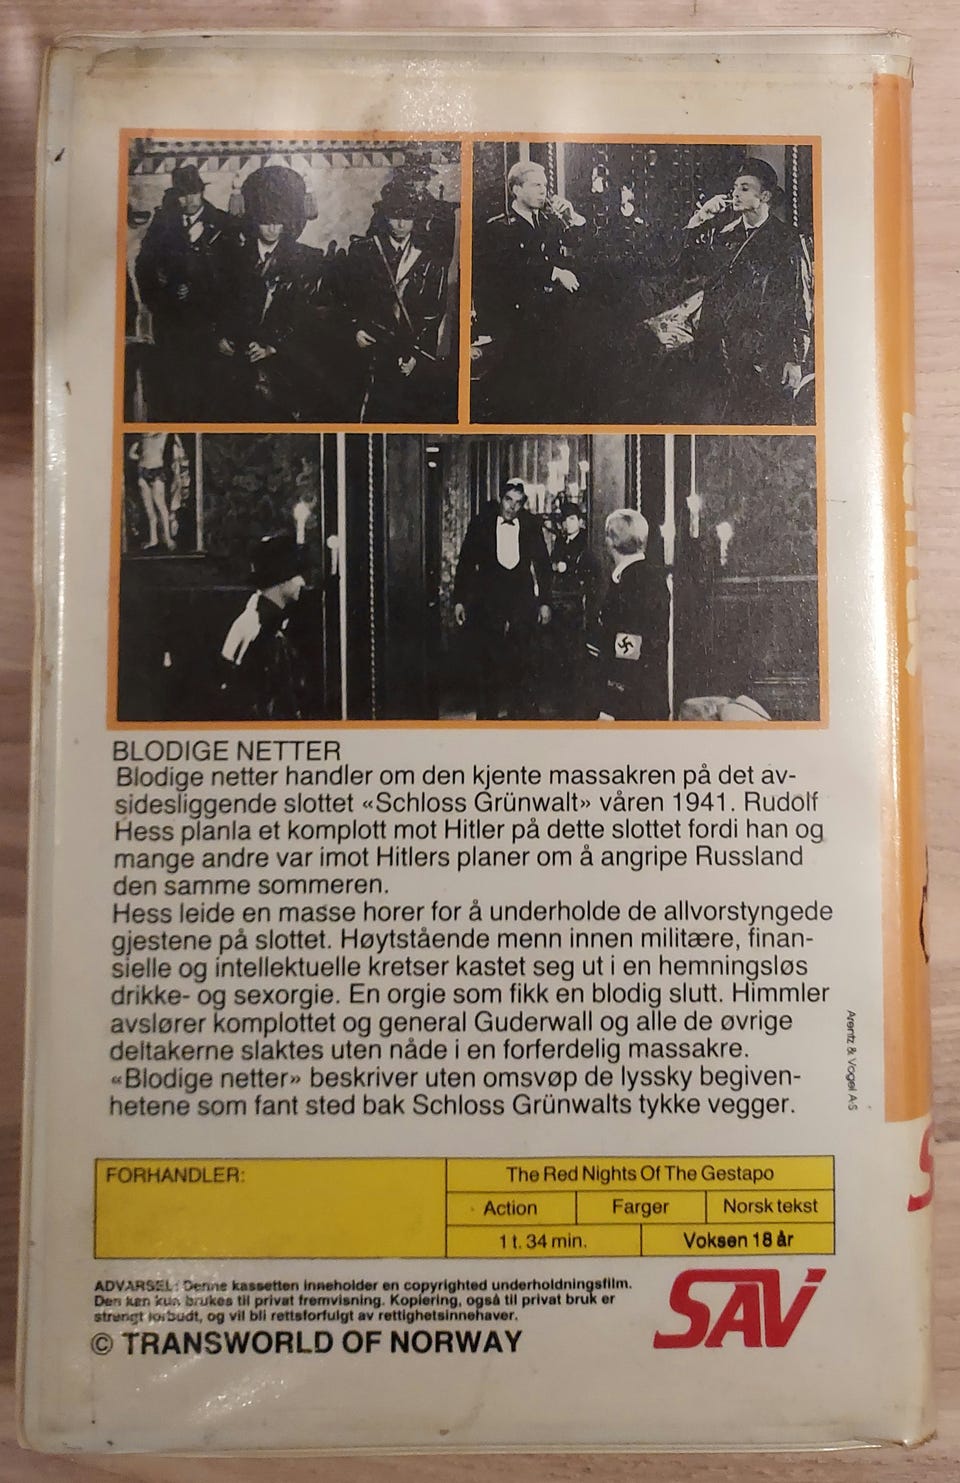 BLODIGE NETTER
Blodige netter handler om den kjente massakren på det av-
sidesliggende slottet «Schloss Grünwalt» våren 1941. Rudolf
Hess planla et komplott mot Hitler på dette slottet fordi han og
mange andre var imot Hitlers planer om å angripe Russland
den samme sommeren.
Hess leide en masse horer for å underholde de allvorstyngede
gjestene på slottet. Høytstående menn innen militære, finan-
sielle og intellektuelle kretser kastet seg ut i en hemningsløs
drikke- og sexorgie. En orgie som fikk en blodig slutt. Himmler
avslører komplottet og general Guderwall og alle de øvrige
deltakerne slaktes uten nåde i en forferdelig massakre.
«Blodige netter» beskriver uten omsvøp de lyssky begiven-
hetene som fant sted bak Schloss Grünwalts tykke vegger.
Arentz & Vogel A·S
FORHANDLER:
The Red Nights Of The Gestapo
Action Farger Norsk tekst
1 t. 34 min. Voksen 18 år
ADVARSEL: Denne kassetten inneholder en copyrighted underholdningsfilm.
Den kan kun brukes til privat fremvisning. Kopiering, også til privat bruk er
strengt forbudt, og vil bli rettsforfulgt av rettighetsinnehaver.
© TRANSWORLD OF NORWAY
SAV